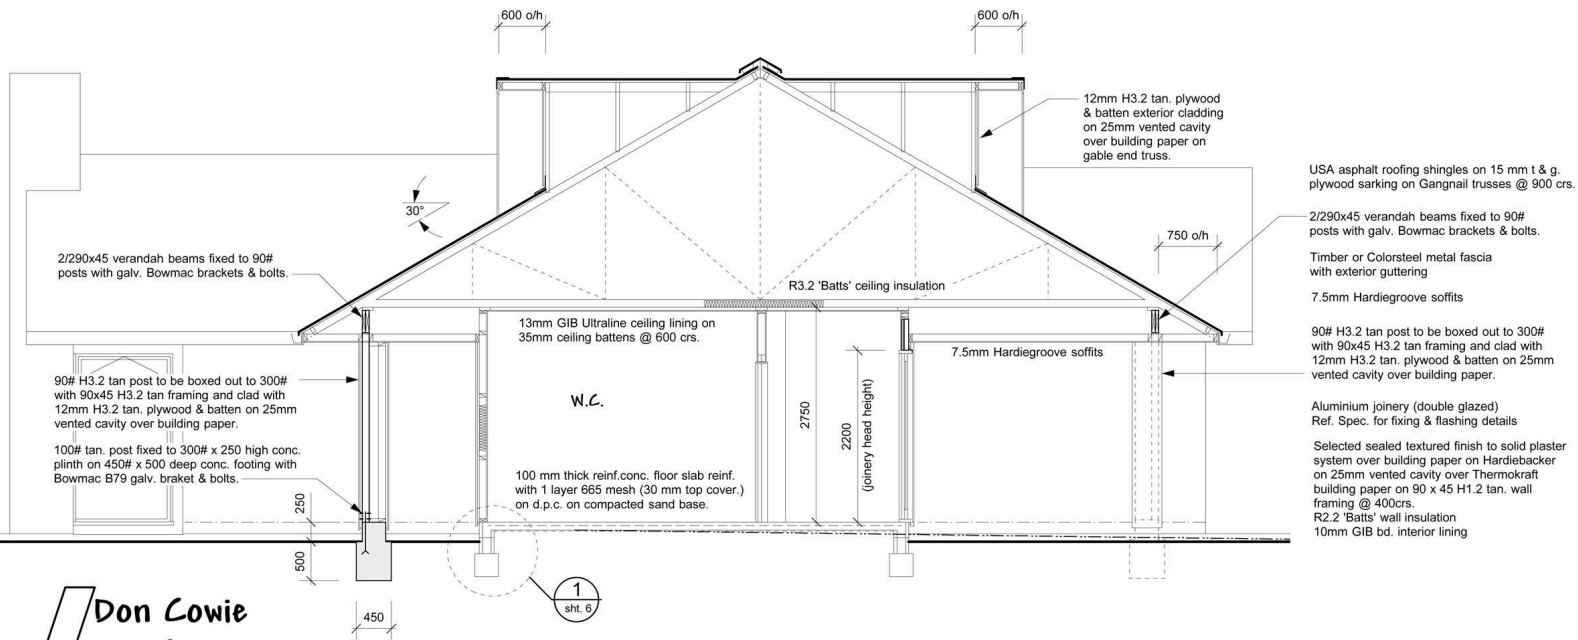 600 o/h
600 o/h
12mm H3.2 tan. plywood
& batten exterior cladding
on 25mm vented cavity
over building paper on
gable end truss.
USA asphalt roofing shingles on 15 mm t & g.
plywood sarking on Gangnail trusses @ 900 crs.
30°
2/290x45 verandah beams fixed to 90#
posts with galv. Bowmac brackets & bolts.
750 o/h
2/290x45 verandah beams fixed to 90#
posts with galv. Bowmac brackets & bolts.
Timber or Colorsteel metal fascia
with exterior guttering
R3.2 'Batts' ceiling insulation
7.5mm Hardiegroove soffits
13mm GIB Ultraline ceiling lining on
35mm ceiling battens @ 600 crs.
7.5mm Hardiegroove soffits
90# H3.2 tan post to be boxed out to 300#
with 90x45 H3.2 tan framing and clad with
12mm H3.2 tan. plywood & batten on 25mm
vented cavity over building paper.
90# H3.2 tan post to be boxed out to 300#
with 90x45 H3.2 tan framing and clad with
12mm H3.2 tan. plywood & batten on 25mm
vented cavity over building paper.
W.C.
2750
2200
(joinery head height)
Aluminium joinery (double glazed)
Ref. Spec. for fixing & flashing details
100# tan. post fixed to 300# x 250 high conc.
plinth on 450# x 500 deep conc. footing with
Bowmac B79 galv. braket & bolts.
100 mm thick reinf.conc. floor slab reinf.
with 1 layer 665 mesh (30 mm top cover.)
on d.p.c. on compacted sand base.
Selected sealed textured finish to solid plaster
system over building paper on Hardiebacker
on 25mm vented cavity over Thermokraft
building paper on 90 x 45 H1.2 tan. wall
framing @ 400crs.
R2.2 'Batts' wall insulation
10mm GIB bd. interior lining
250
500
1
sht. 6
450
Don Cowie